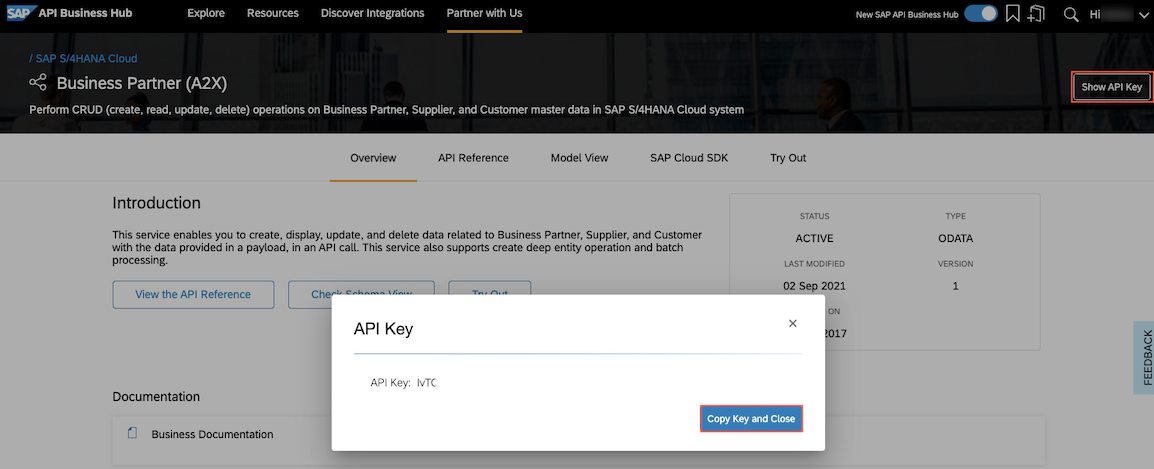 SAP API Business Hub Explore Resources Discover Integrations Partner with Us New SAP API Business Hub Hi
/ SAP S/4HANA Cloud
Business Partner (A2X)
Show API Key
Perform CRUD (create, read, update, delete) operations on Business Partner, Supplier, and Customer master data in SAP S/4HANA Cloud system
Overview API Reference Model View SAP Cloud SDK Try Out
Introduction
This service enables you to create, display, update, and delete data related to Business Partner, Supplier, and Customer
with the data provided in a payload, in an API call. This service also supports create deep entity operation and batch
processing.
View the API Reference Check Schema View Try Out
STATUS TYPE
ACTIVE ODATA
LAST MODIFIED VERSION
02 Sep 2021 1
ON
2017
API Key
API Key: IvTC
Copy Key and Close
Documentation
Business Documentation
FEEDBACK